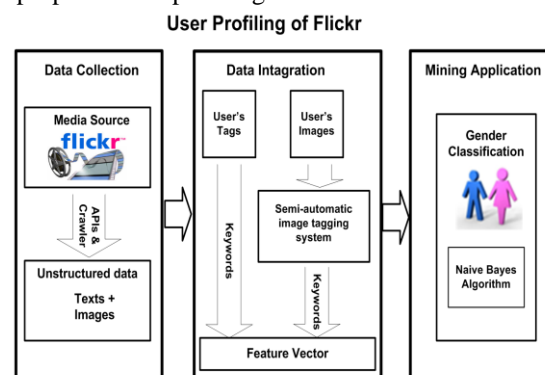 User Profiling of Flickr
Data Collection
Media Source
flickr
APIs &
Crawler
Unstructured data
Texts +
Images
Data Intagration
User's
Tags
User's
Images
Keywords
Semi-automatic
image tagging
system
Keywords
Feature Vector
Mining Application
Gender
Classification
Naive Bayes
Algorithm